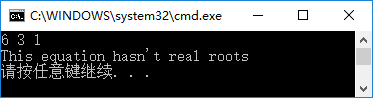 C:\WINDOWS\system32\cmd.exe
6 3 1
This equation hasn't real roots
请按任意键继续. . .